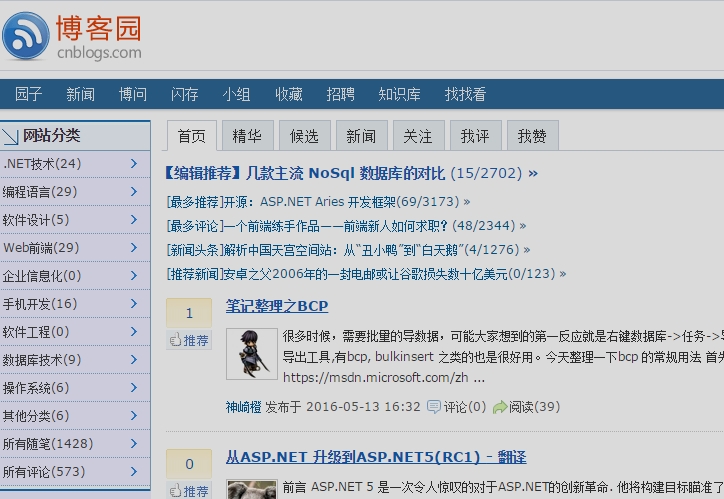 博客园
cnblogs.com
园子 新闻 博问 闪存 小组 收藏 招聘 知识库 找找看
网站分类
.NET技术(24)
编程语言(29)
软件设计(5)
Web前端(29)
企业信息化(0)
手机开发(16)
软件工程(0)
数据库技术(9)
操作系统(6)
其他分类(6)
所有随笔(1428)
所有评论(573)
首页 精华 候选 新闻 关注 我评 我赞
【编辑推荐】几款主流 NoSql 数据库的对比 (15/2702) »
[最多推荐]开源：ASP.NET Aries 开发框架(69/3173) »
[最多评论]一个前端练手作品——前端新人如何求职？(48/2344) »
[新闻头条]解析中国天宫空间站：从“丑小鸭”到“白天鹅”(4/1276) »
[推荐新闻]安卓之父2006年的一封电邮或让谷歌损失数十亿美元(0/123) »
1
推荐
笔记整理之BCP
很多时候，需要批量的导数据，可能大家想到的第一反应就是右键数据库->任务->导
导出工具,有bcp, bulkinsert 之类的也是很好用。今天整理一下bcp 的常规用法 首先
https://msdn.microsoft.com/zh ...
神崎橙 发布于 2016-05-13 16:32 评论(0) 阅读(39)
0
推荐
从ASP.NET 升级到ASP.NET5(RC1) - 翻译
前言 ASP.NET 5 是一次令人惊叹的对于ASP.NET的创新革命. 他将构建目标瞄准了